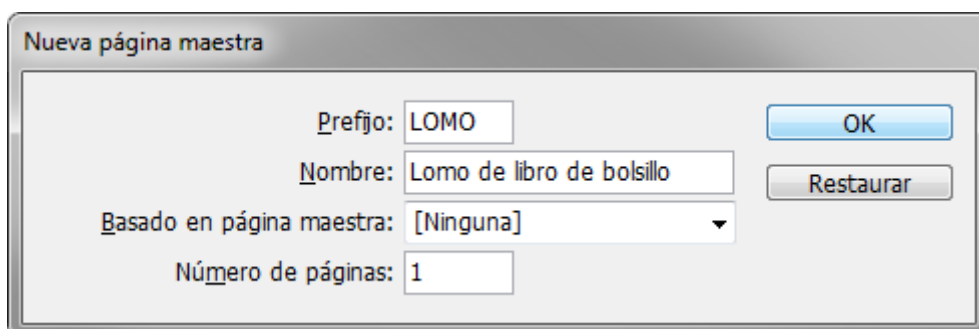 Nueva página maestra
Prefijo: LOMO OK
Nombre: Lomo de libro de bolsillo Restaurar
Basado en página maestra: [Ninguna]
Número de páginas: 1